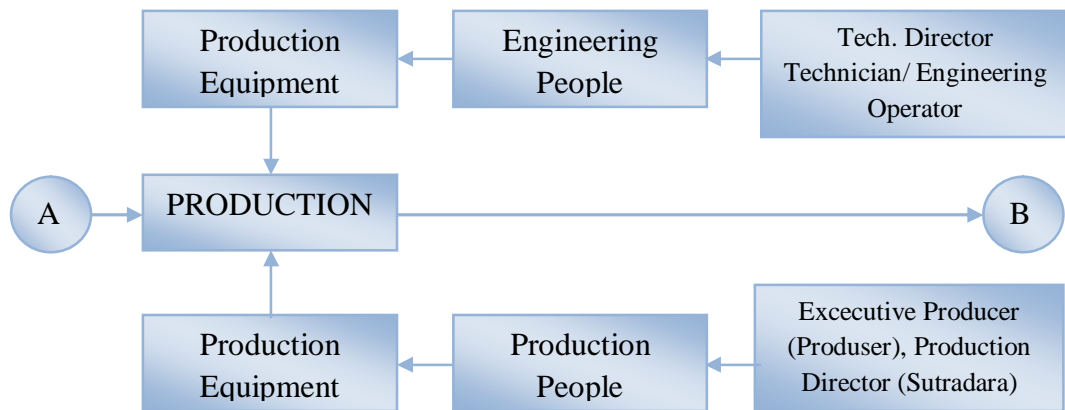 Production
Equipment
Engineering
People
Tech. Director
Technician/ Engineering
Operator
A
PRODUCTION
B
Production
Equipment
Production
People
Excecutive Producer
(Produser), Production
Director (Sutradara)